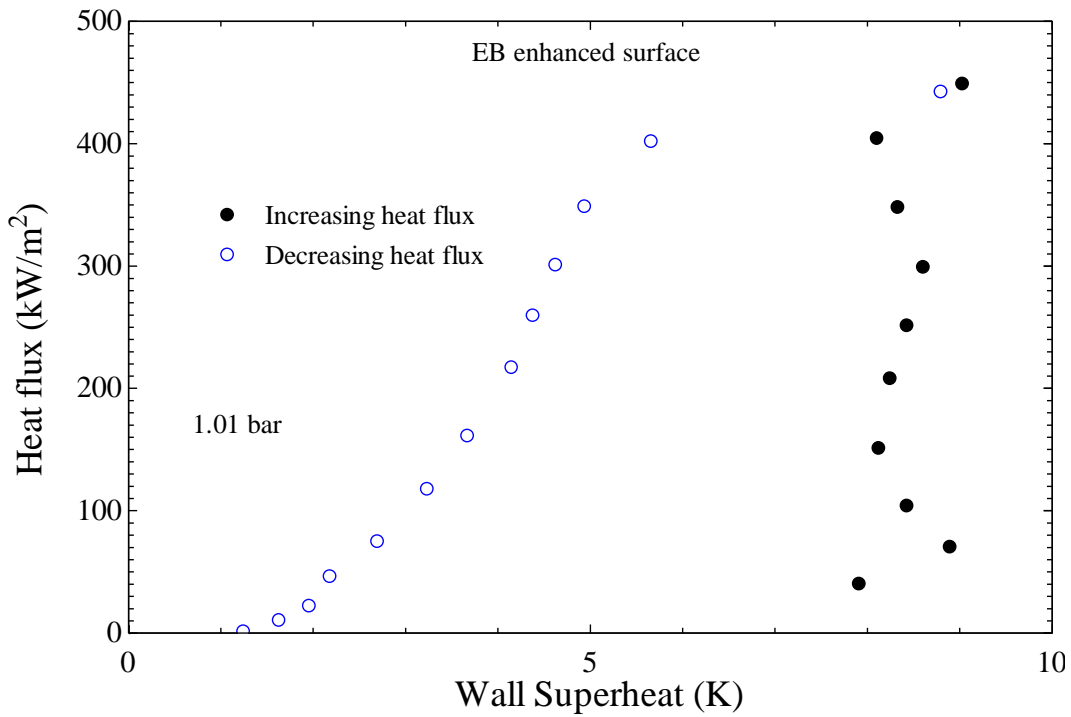 500
EB enhanced surface
400
Increasing heat flux
Decreasing heat flux
300
Heat flux (kW/m²)
200
1.01 bar
100
0
0 5 10
Wall Superheat (K)